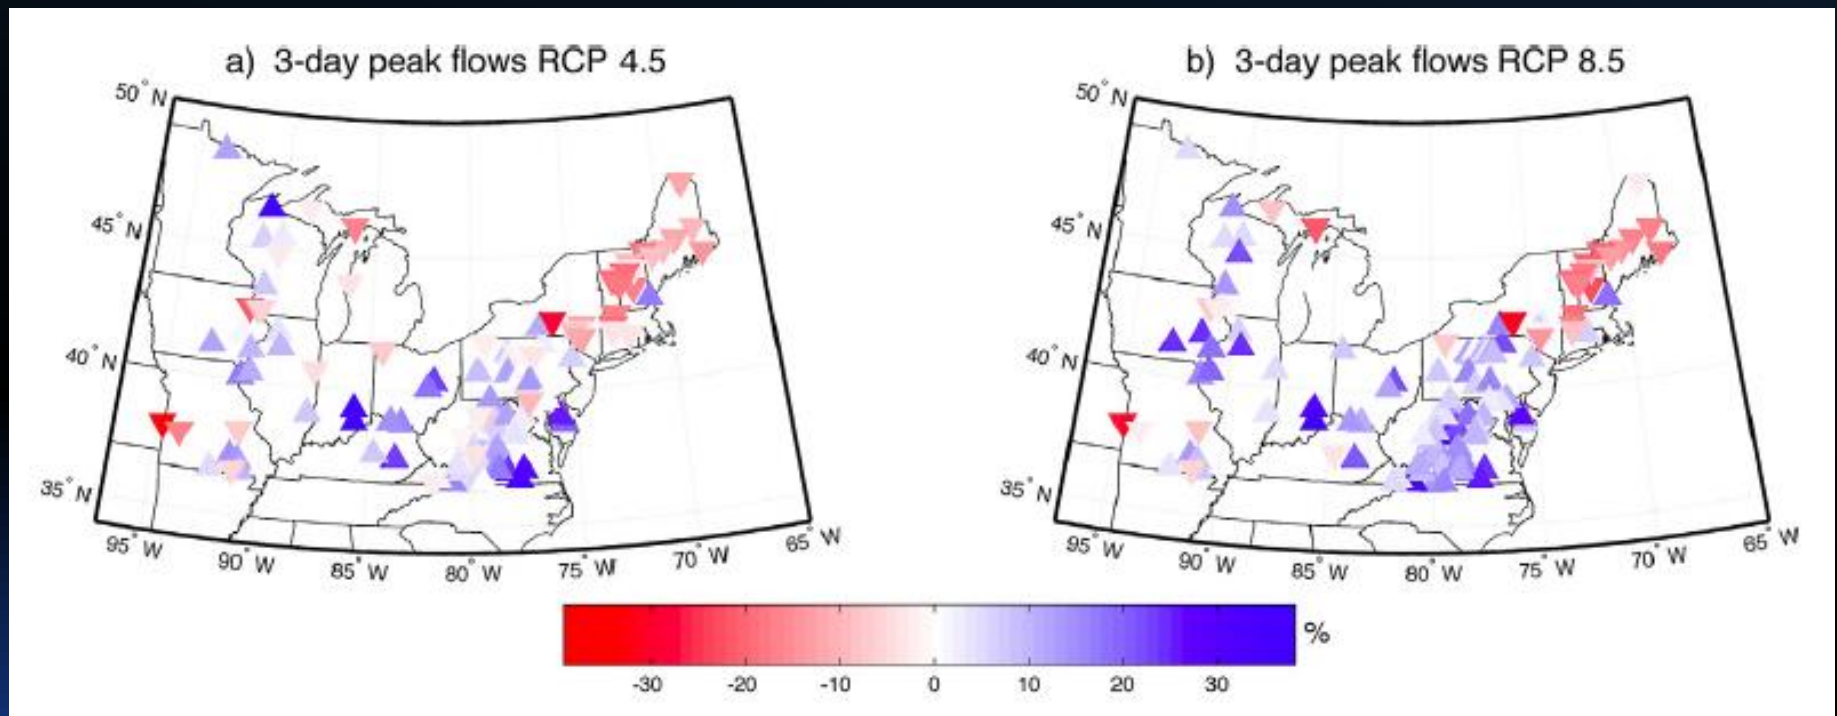 a) 3-day peak flows RCP 4.5
50° N
45° N
40° N
35° N
95° W
90° W
85° W
80° W
75° W
70° W
65° W
b) 3-day peak flows RCP 8.5
50° N
45° N
40° N
35° N
95° W
90° W
85° W
80° W
75° W
70° W
65° W
%
-30 -20 -10 0 10 20 30